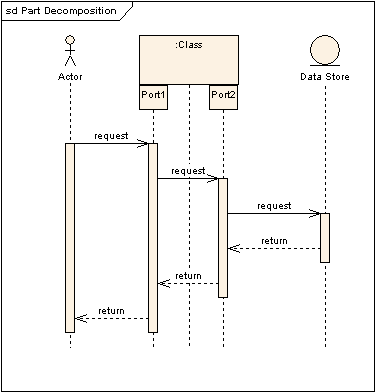 sd Part Decomposition
:Class
Actor
Port1
Port2
Data Store
request
request
request
return
return
return